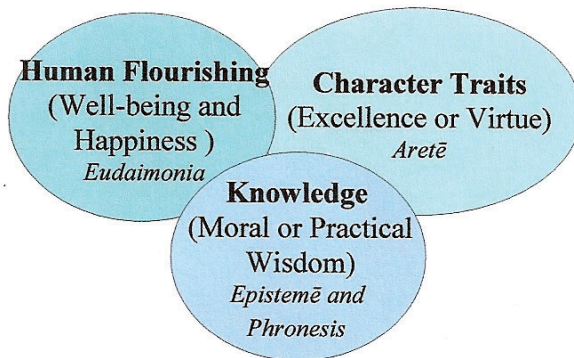 Human Flourishing
(Well-being and
Happiness )
Eudaimonia
Character Traits
(Excellence or Virtue)
Aretē
Knowledge
(Moral or Practical
Wisdom)
Epistemē and
Phronesis